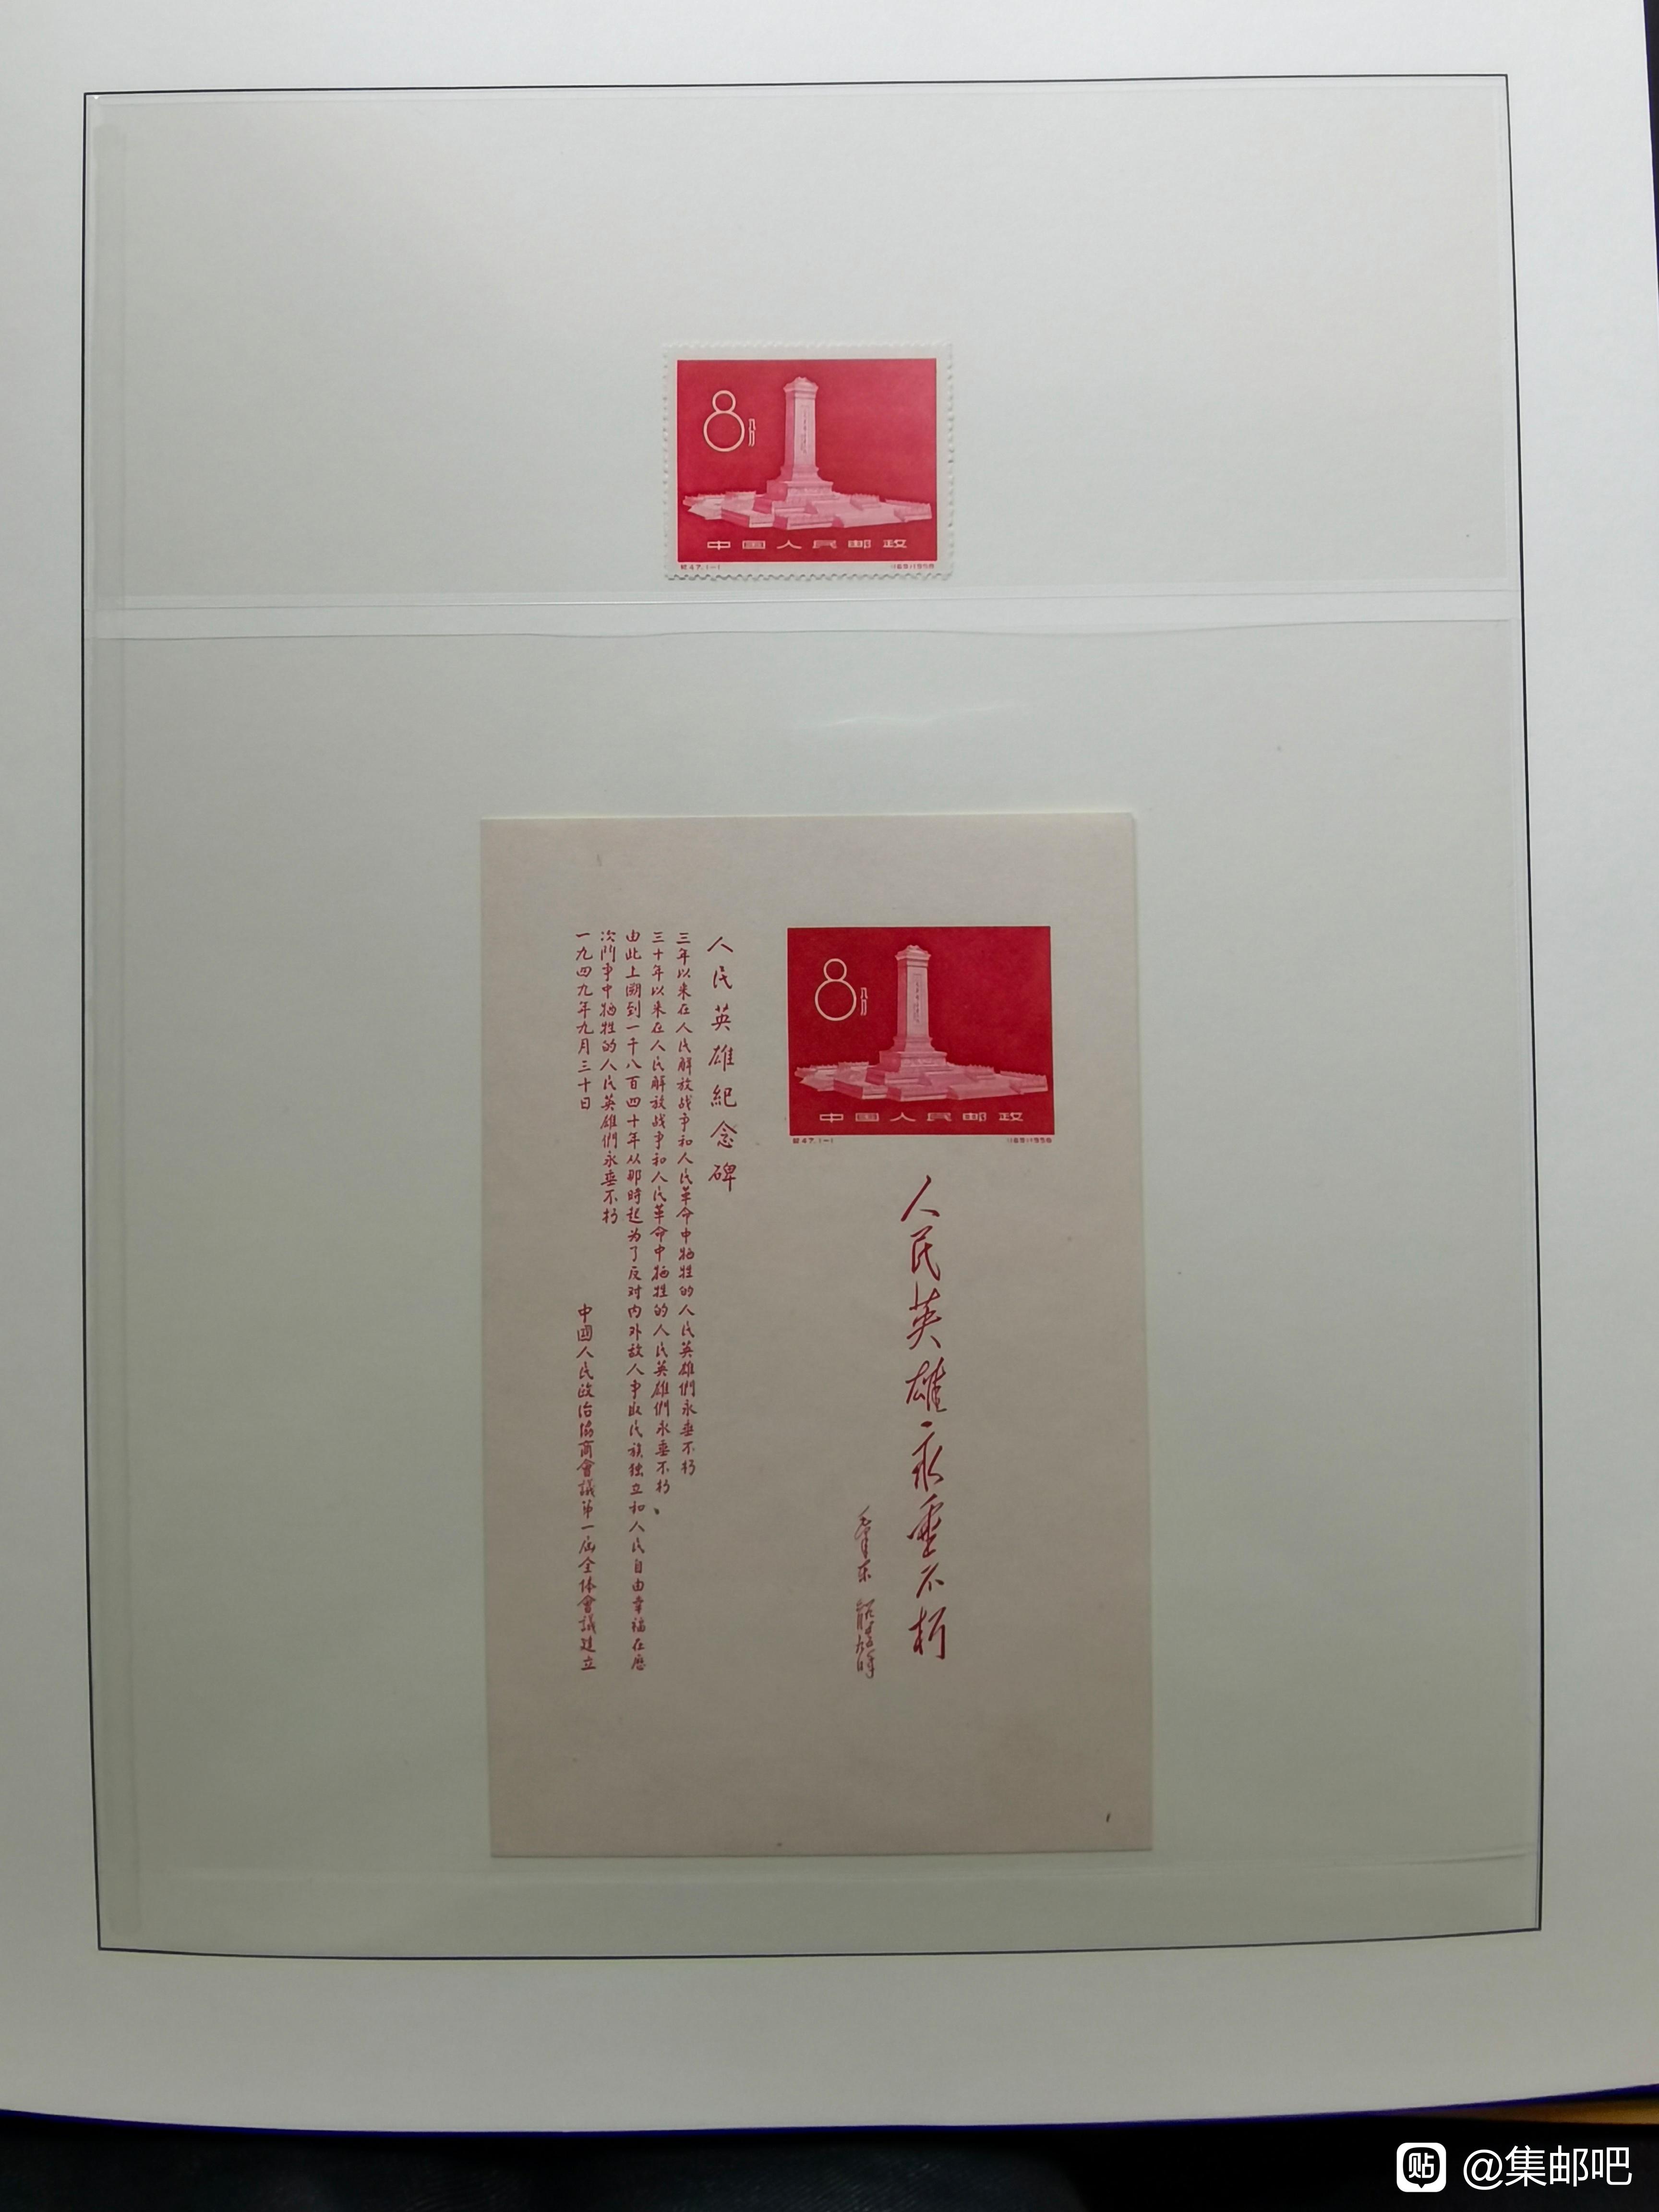 8分
中国人民邮政
纪47.1-1
(169)1958
8分
中国人民邮政
纪47.1-1
(169)1958
人民英雄永垂不朽
毛泽东
人民英雄紀念碑
三年以来在人民解放战争和人民革命中牺牲的人民英雄們永垂不朽
三十年以来在人民解放战争和人民革命中牺牲的人民英雄們永垂不朽、
由此上溯到一千八百四十年从那時起为了反对内外敌人争取民族独立和人民自由幸福在歷
次鬥争中牺牲的人民英雄們永垂不朽
一九四九年九月三十日
中國人民政治協商會議第一届全体會議建立
贴 @集邮吧